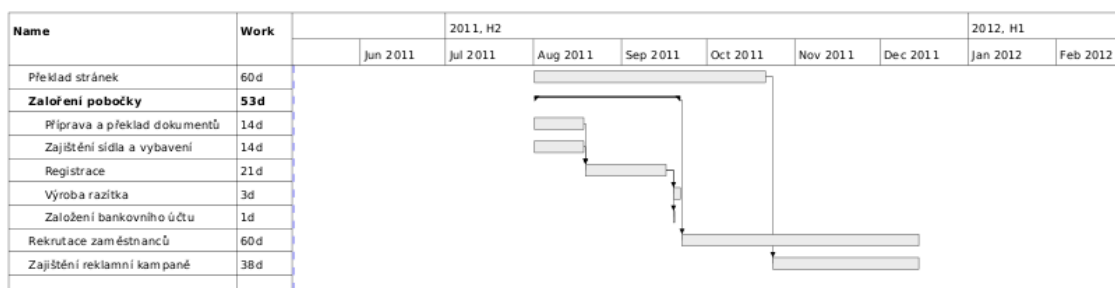 Name Work 2011, H2 2012, H1
Jun 2011 Jul 2011 Aug 2011 Sep 2011 Oct 2011 Nov 2011 Dec 2011 Jan 2012 Feb 2012
Překlad stránek 60d
Založení pobočky 53d
Příprava a překlad dokumentů 14d
Zajištění sídla a vybavení 14d
Registrace 21d
Výroba razítka 3d
Založení bankovního účtu 1d
Rekrutace zaměstnanců 60d
Zajištění reklamní kampaně 38d